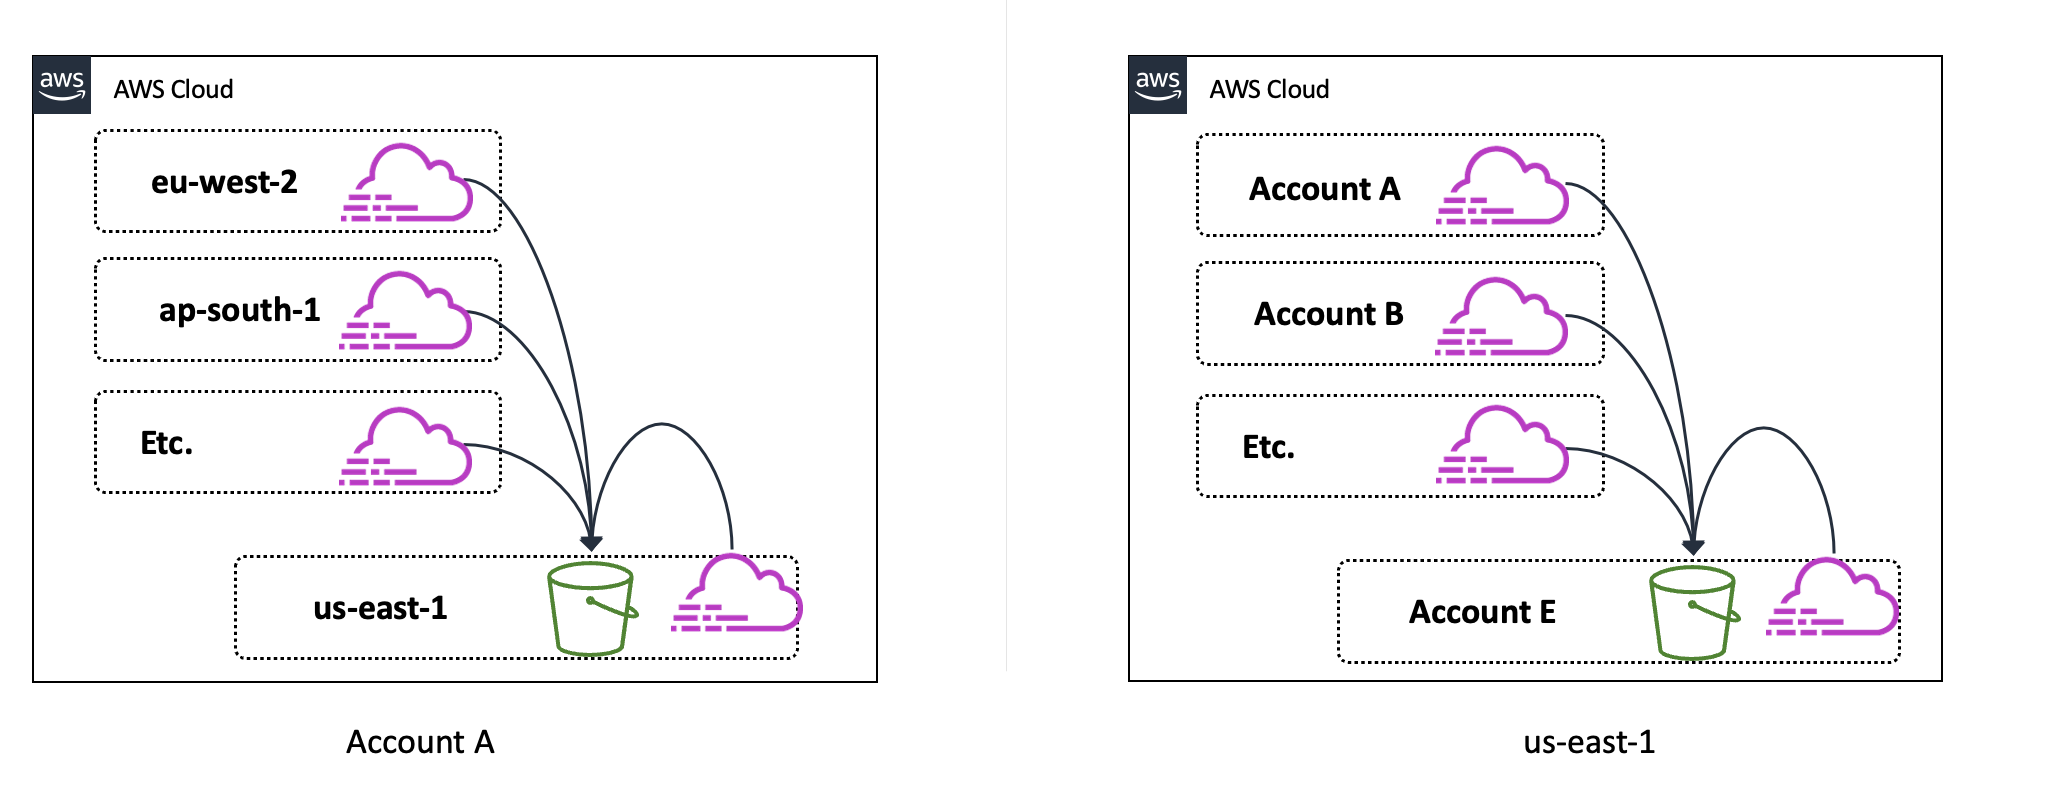 aws
AWS Cloud
eu-west-2
ap-south-1
Etc.
us-east-1
Account A
aws
AWS Cloud
Account A
Account B
Etc.
Account E
us-east-1